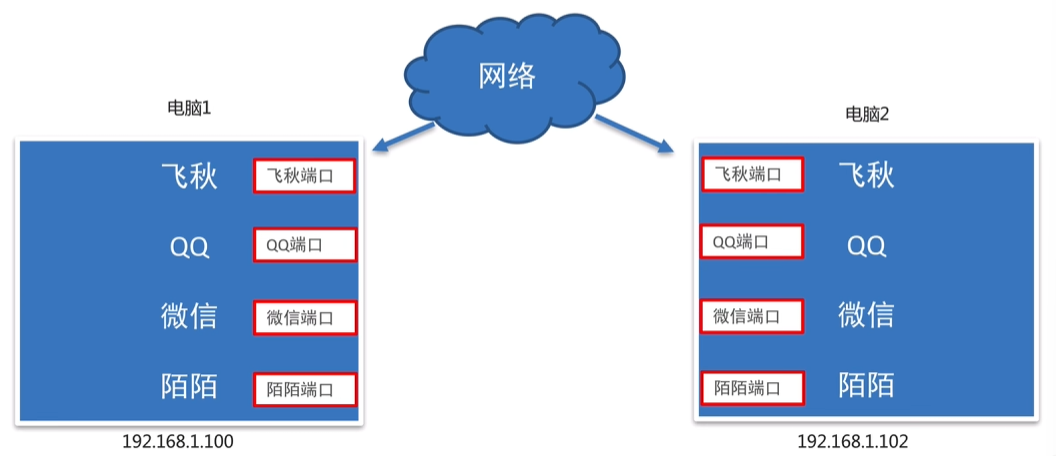 网络
电脑1
飞秋
飞秋端口
QQ
QQ端口
微信
微信端口
陌陌
陌陌端口
192.168.1.100
电脑2
飞秋端口
飞秋
QQ端口
QQ
微信端口
微信
陌陌端口
陌陌
192.168.1.102